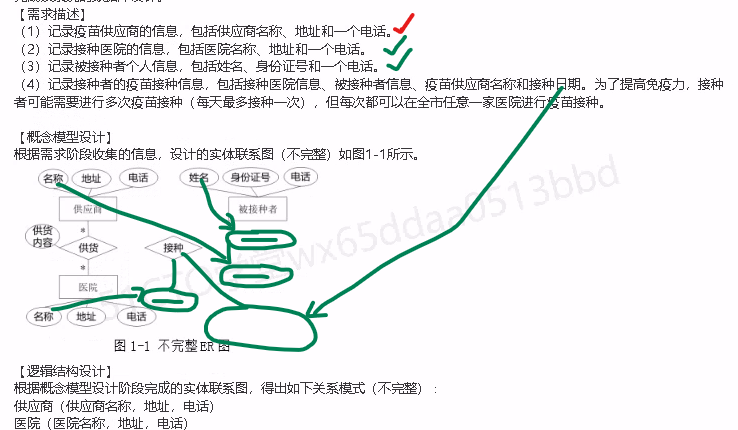 【需求描述】
（1）记录疫苗供应商的信息，包括供应商名称、地址和一个电话。
（2）记录接种医院的信息，包括医院名称、地址和一个电话。
（3）记录被接种者个人信息，包括姓名、身份证号和一个电话。
（4）记录接种者的疫苗接种信息，包括接种医院信息、被接种者信息、疫苗供应商名称和接种日期。为了提高免疫力，接种
者可能需要进行多次疫苗接种（每天最多接种一次），但每次都可以在全市任意一家医院进行疫苗接种。
【概念模型设计】
根据需求阶段收集的信息，设计的实体联系图（不完整）如图1-1所示。
名称 地址 电话 姓名 身份证号 电话
供应商 被接种者
供货内容 * 供货 接种
*
医院
名称 地址 电话
图 1-1 不完整ER图
【逻辑结构设计】
根据概念模型设计阶段完成的实体联系图，得出如下关系模式（不完整）：
供应商（供应商名称，地址，电话）
医院（医院名称，地址，电话）